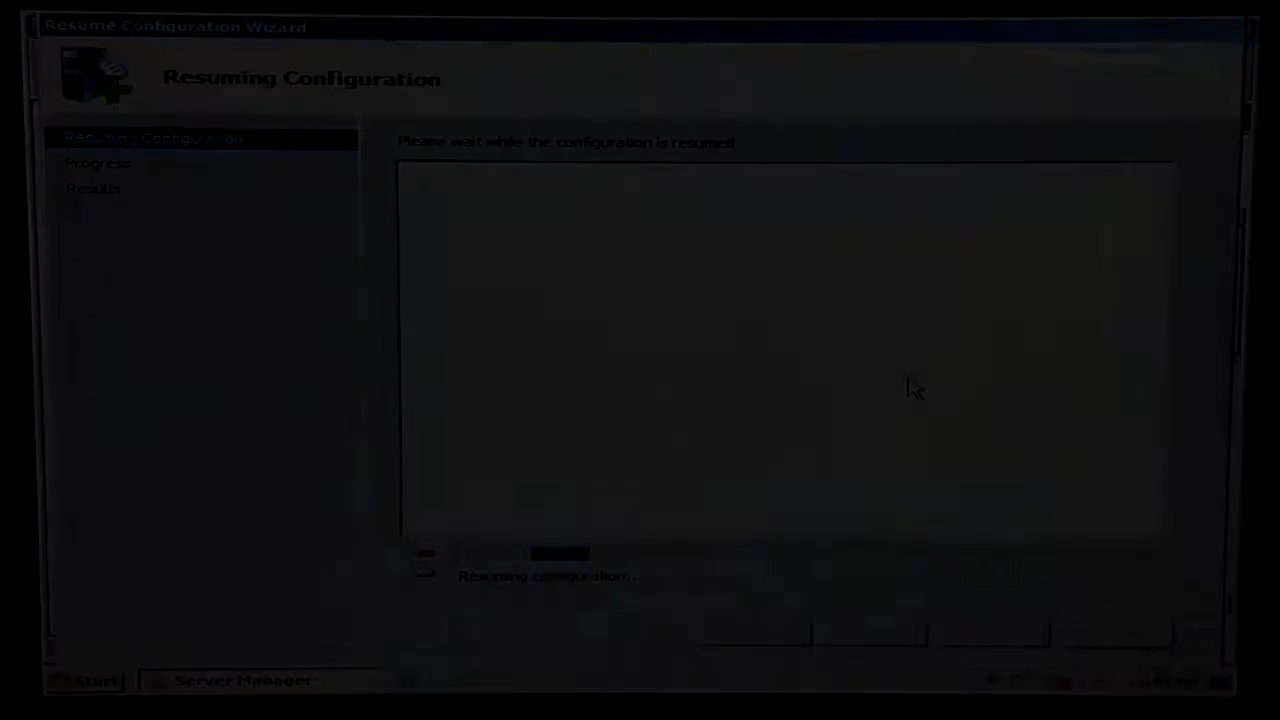 Resume Configuration Wizard
Resuming Configuration
Resuming Configuration
Progress
Results
Please wait while the configuration is resumed
Resuming configuration...
Start
Server Manager